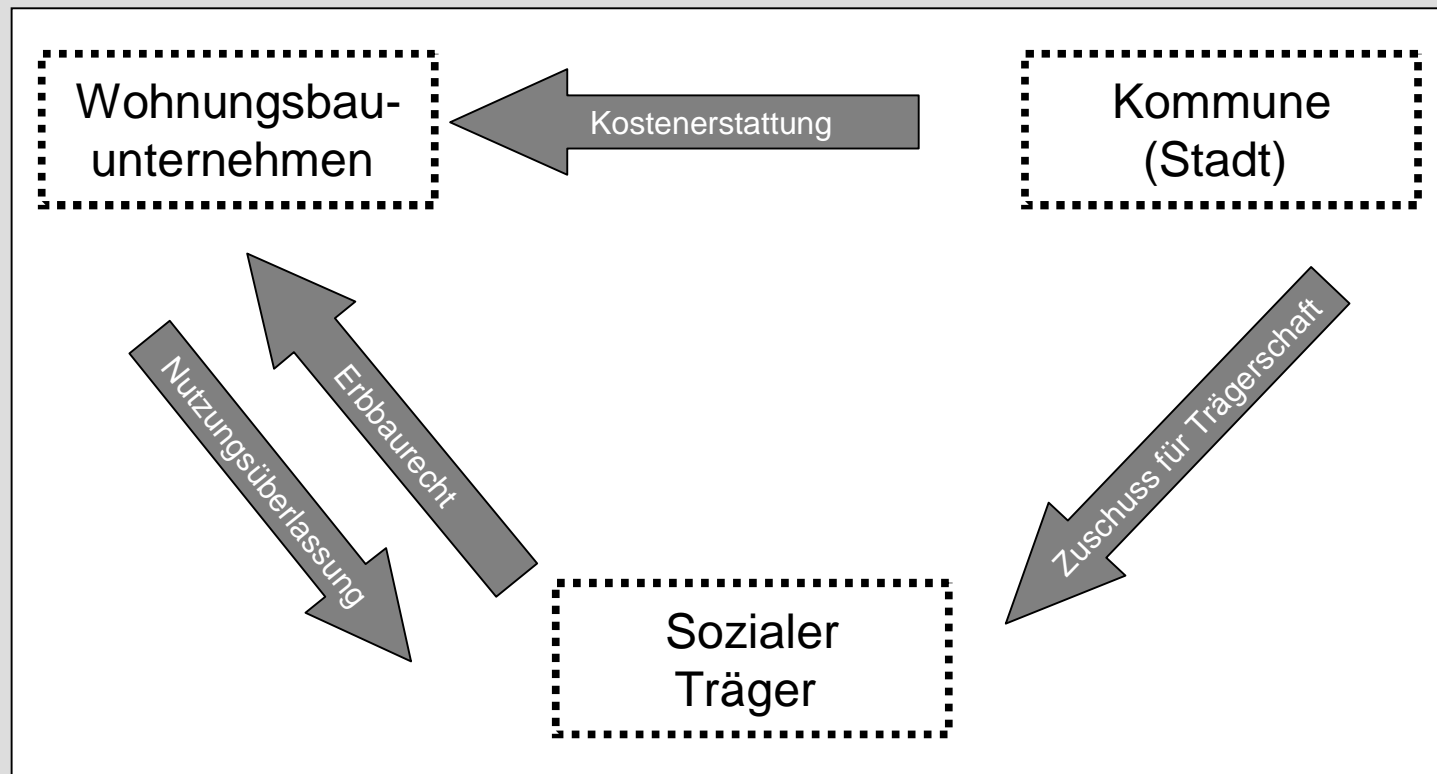 Wohnungsbau-
unternehmen
Kostenerstattung
Kommune
(Stadt)
Nutzungsüberlassung
Erbbaurecht
Zuschuss für Trägerschaft
Sozialer
Träger